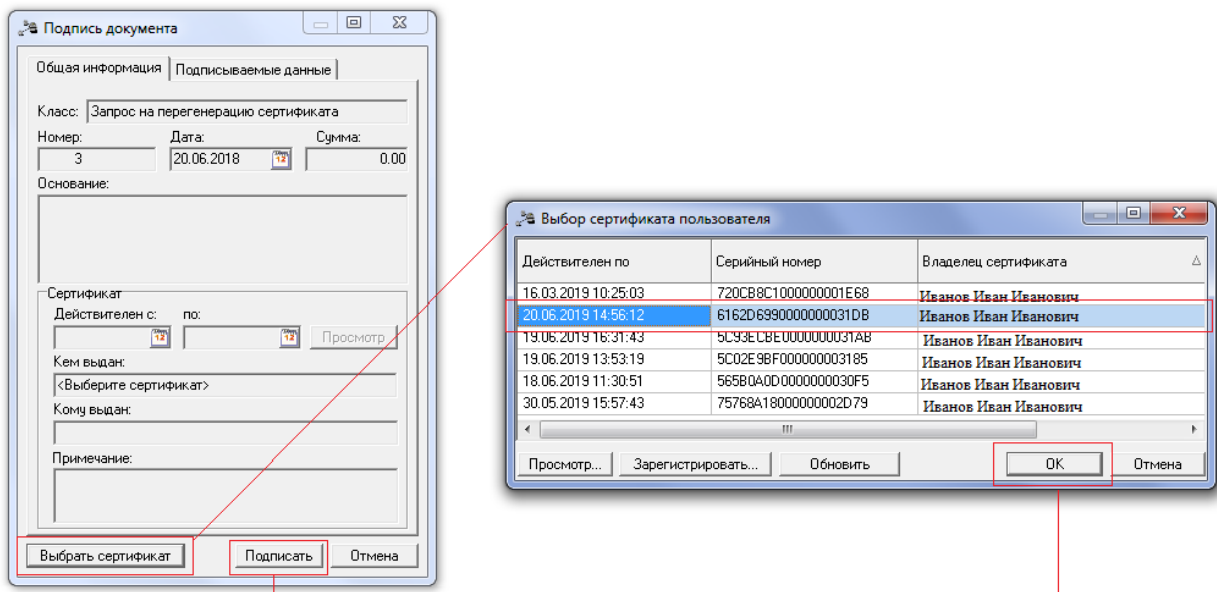 Подпись документа
Общая информация Подписываемые данные
Класс: Запрос на перегенерацию сертификата
Номер: Дата: Сумма:
3 20.06.2018 0.00
Основание:
Сертификат
Действителен с: по:
Просмотр
Кем выдан:
<Выберите сертификат>
Кому выдан:
Примечание:
Выбрать сертификат Подписать Отмена
Выбор сертификата пользователя
Действителен по Серийный номер Владелец сертификата
16.03.2019 10:25:03 720CB8C1000000001E68 Иванов Иван Иванович
20.06.2019 14:56:12 6162D6990000000031DB Иванов Иван Иванович
19.06.2019 16:31:43 5C93ECBE0000000031AB Иванов Иван Иванович
19.06.2019 13:53:19 5C02E9BF000000003185 Иванов Иван Иванович
18.06.2019 11:30:51 565B0A0D0000000030F5 Иванов Иван Иванович
30.05.2019 15:57:43 75768A18000000002D79 Иванов Иван Иванович
Просмотр... Зарегистрировать... Обновить OK Отмена